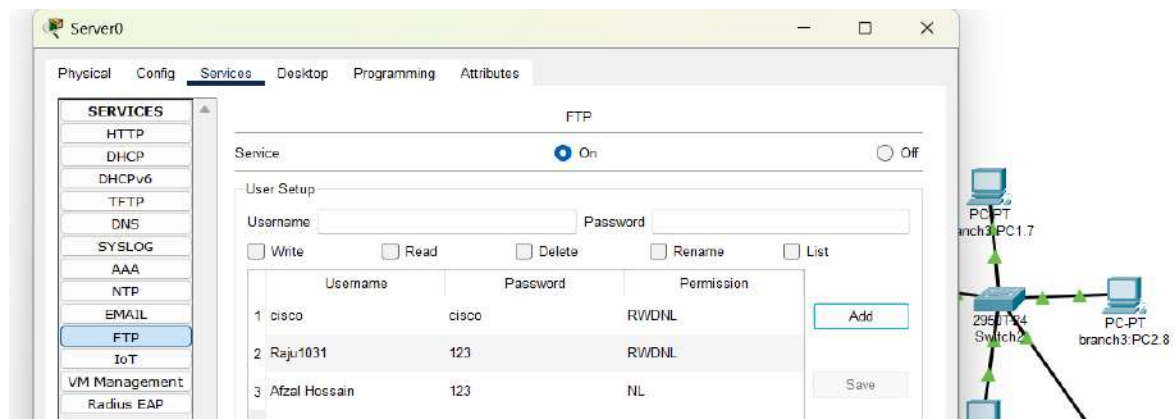 Server0
Physical Config Services Desktop Programming Attributes
SERVICES
HTTP
DHCP
DHCPv6
TFTP
DNS
SYSLOG
AAA
NTP
EMAIL
FTP
IoT
VM Management
Radius EAP
FTP
Service On Off
User Setup
Username Password
Write Read Delete Rename List
Username Password Permission
1 cisco cisco RWDNL
2 Raju1031 123 RWDNL
3 Afzal Hossain 123 NL
Add
Save
PC-PT
anch3:PC1.7
2950T-24
Switch2
PC-PT
branch3:PC2.8